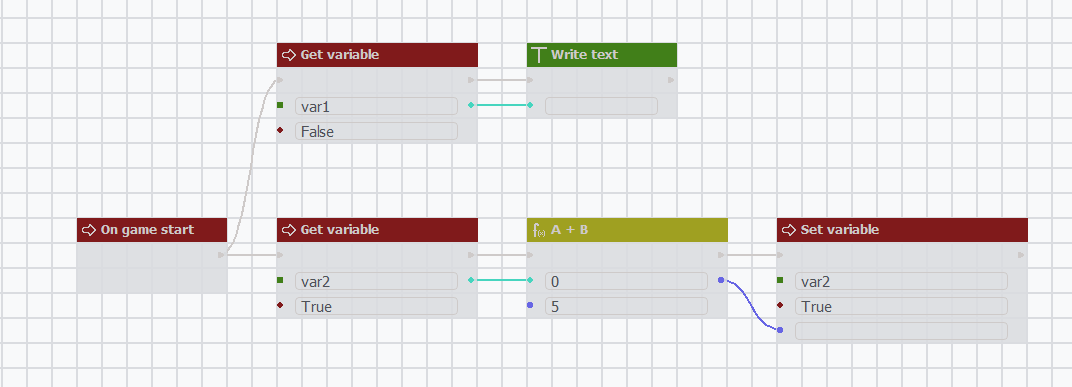 Get variable
var1
False
Write text
On game start
Get variable
var2
True
f(x) A + B
0
5
Set variable
var2
True